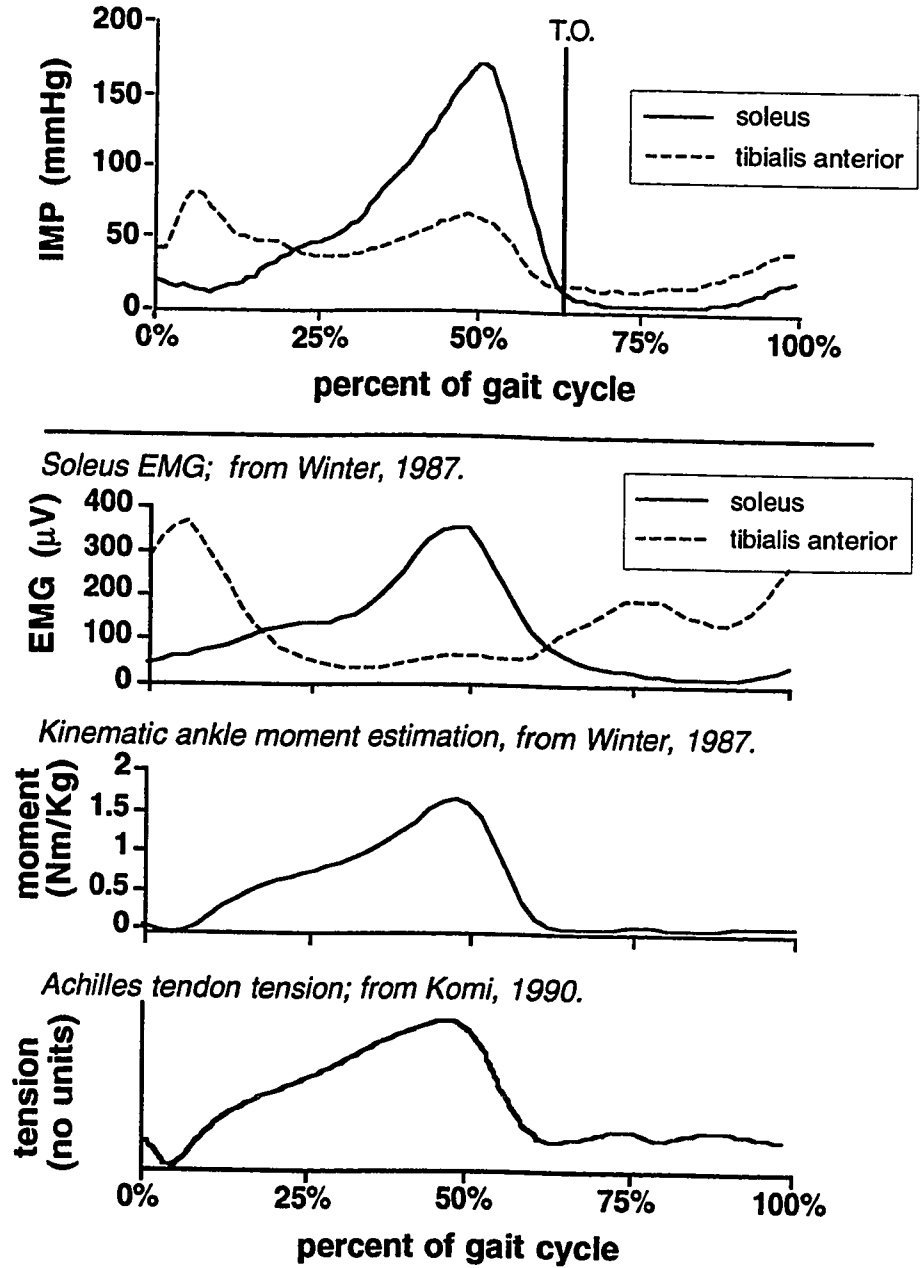 200
T.O.
150
100
50
0
IMP (mmHg)
soleus
tibialis anterior
0%
25%
50%
75%
100%
percent of gait cycle
Soleus EMG; from Winter, 1987.
400
300
200
100
0
EMG (μV)
soleus
tibialis anterior
Kinematic ankle moment estimation, from Winter, 1987.
2
1.5
1
0.5
0
moment
(Nm/Kg)
Achilles tendon tension; from Komi, 1990.
tension
(no units)
0%
25%
50%
75%
100%
percent of gait cycle